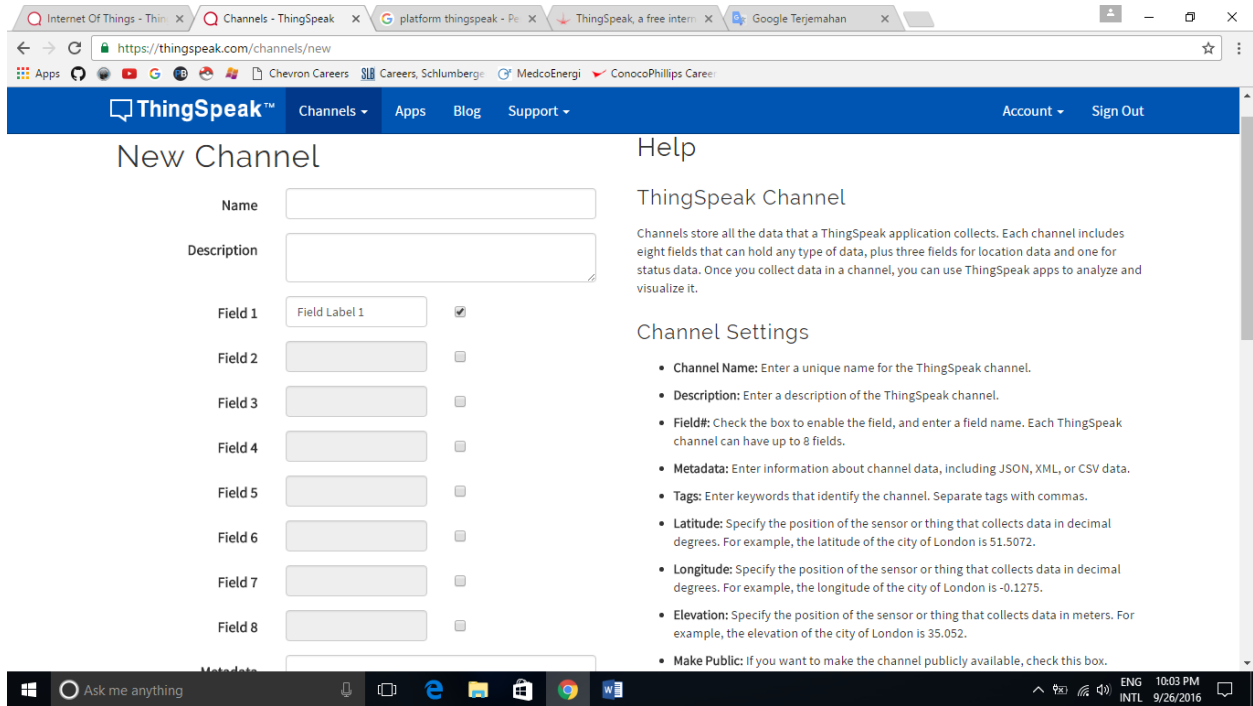 Internet Of Things - Thin
Channels - ThingSpeak
platform thingspeak - Pe
ThingSpeak, a free intern
Google Terjemahan
https://thingspeak.com/channels/new
Apps
Chevron Careers
SLB Careers, Schlumberge
MedcoEnergi
ConocoPhillips Career
ThingSpeak™
Channels
Apps
Blog
Support
Account
Sign Out
New Channel
Name
Description
Field 1
Field Label 1
Field 2
Field 3
Field 4
Field 5
Field 6
Field 7
Field 8
Metadata
Help
ThingSpeak Channel
Channels store all the data that a ThingSpeak application collects. Each channel includes
eight fields that can hold any type of data, plus three fields for location data and one for
status data. Once you collect data in a channel, you can use ThingSpeak apps to analyze and
visualize it.
Channel Settings
• Channel Name: Enter a unique name for the ThingSpeak channel.
• Description: Enter a description of the ThingSpeak channel.
• Field#: Check the box to enable the field, and enter a field name. Each ThingSpeak
channel can have up to 8 fields.
• Metadata: Enter information about channel data, including JSON, XML, or CSV data.
• Tags: Enter keywords that identify the channel. Separate tags with commas.
• Latitude: Specify the position of the sensor or thing that collects data in decimal
degrees. For example, the latitude of the city of London is 51.5072.
• Longitude: Specify the position of the sensor or thing that collects data in decimal
degrees. For example, the longitude of the city of London is -0.1275.
• Elevation: Specify the position of the sensor or thing that collects data in meters. For
example, the elevation of the city of London is 35.052.
• Make Public: If you want to make the channel publicly available, check this box.
Ask me anything
ENG
INTL
10:03 PM
9/26/2016